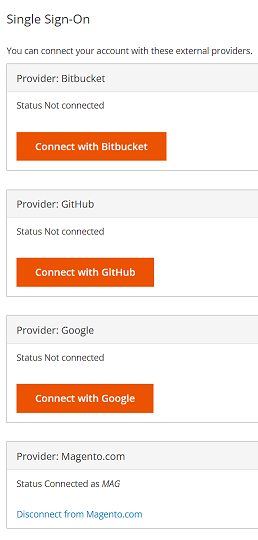 Single Sign-On
You can connect your account with these external providers.
Provider: Bitbucket
Status Not connected
Connect with Bitbucket
Provider: GitHub
Status Not connected
Connect with GitHub
Provider: Google
Status Not connected
Connect with Google
Provider: Magento.com
Status Connected as MAG
Disconnect from Magento.com